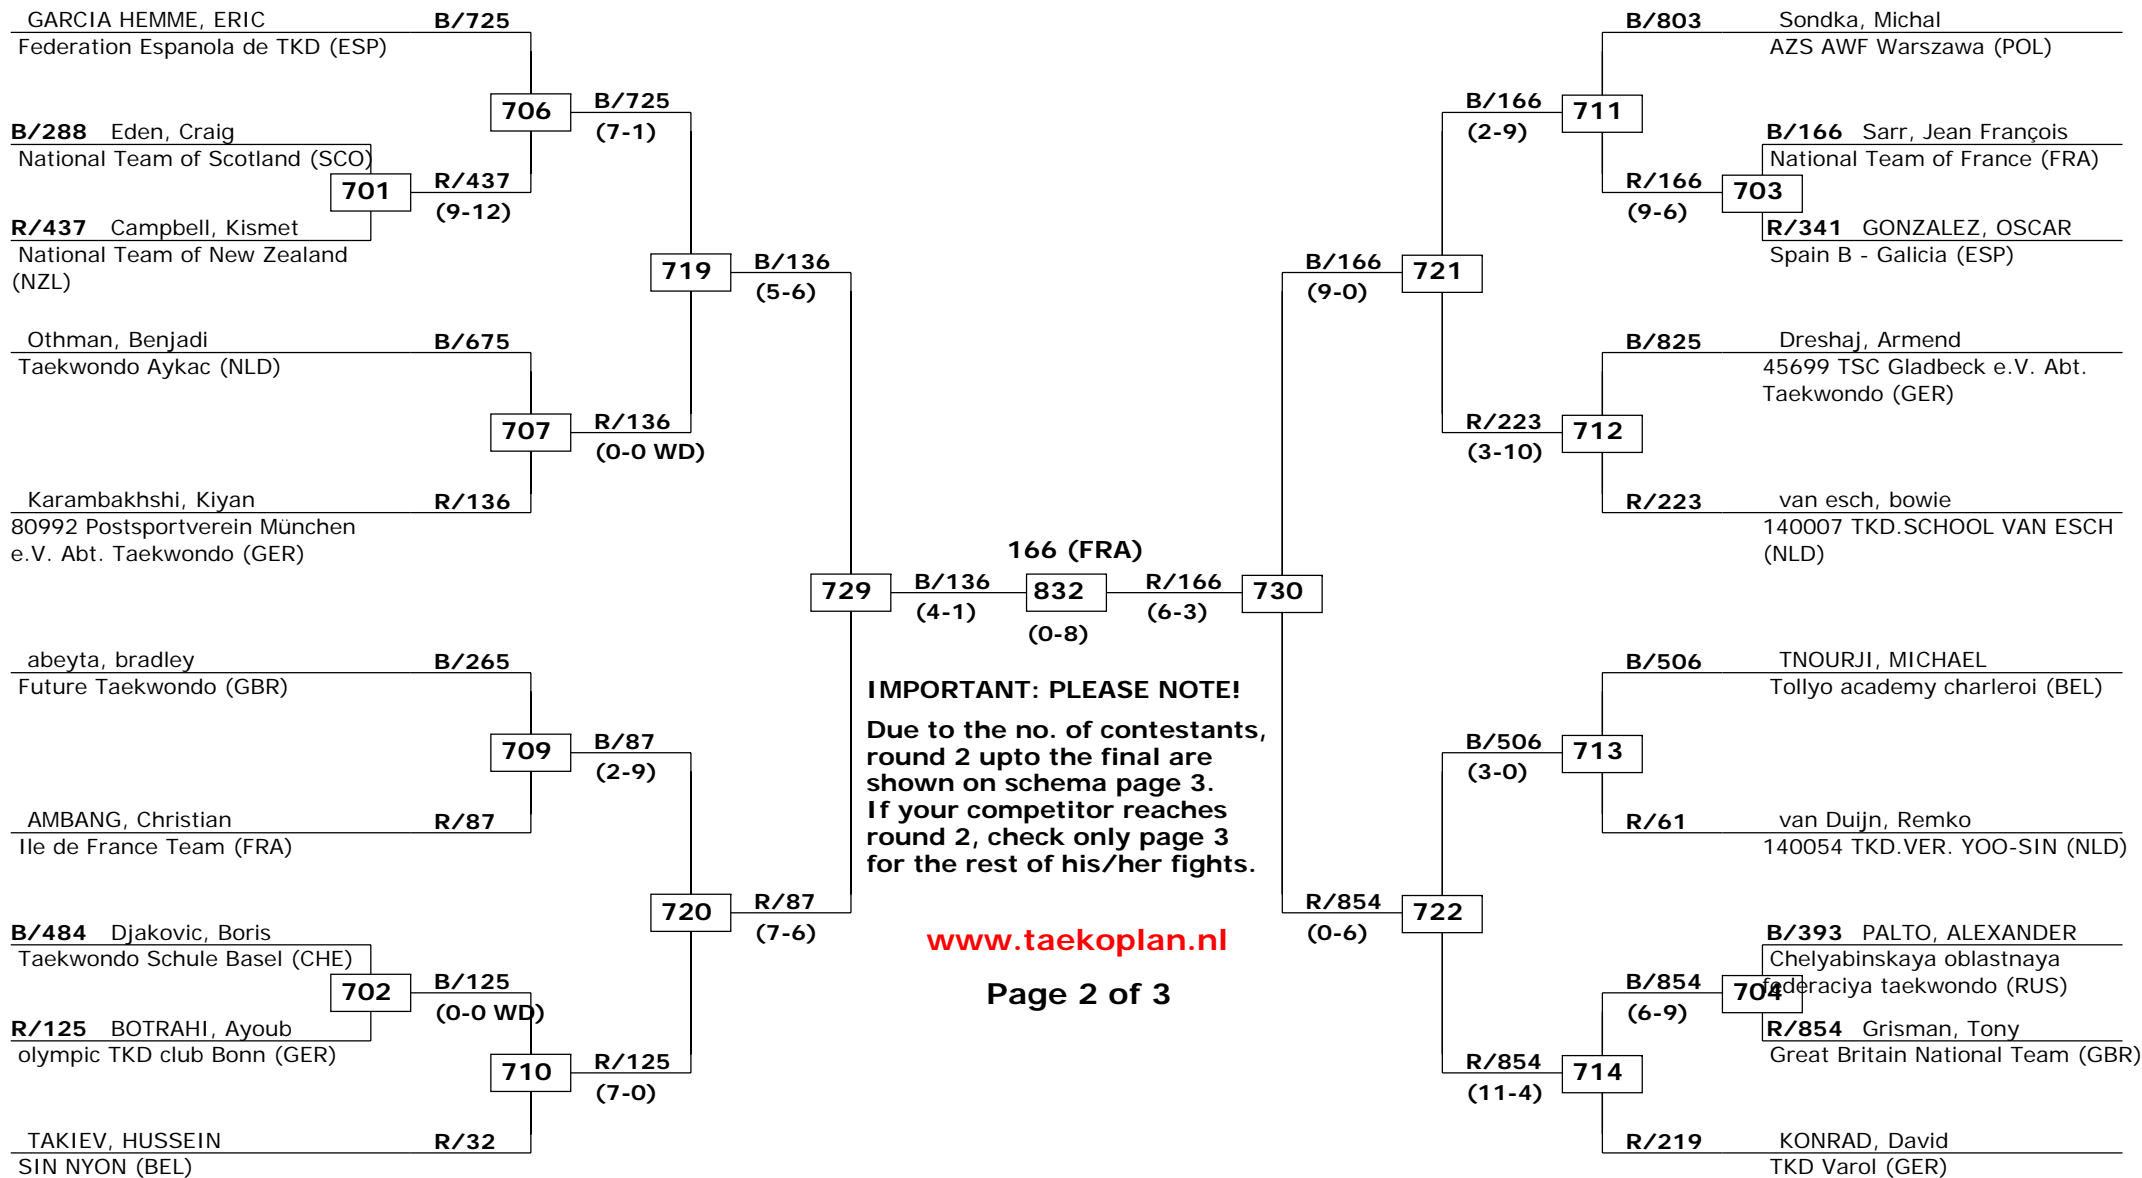 GARCIA HEMME, ERIC B/725
Federation Espanola de TKD (ESP)
706
B/725
(7-1)
B/288 Eden, Craig
National Team of Scotland (SCO)
701
R/437
(9-12)
R/437 Campbell, Kismet
National Team of New Zealand
(NZL)
719
B/136
(5-6)
Othman, Benjadi B/675
Taekwondo Aykac (NLD)
707
R/136
(0-0 WD)
Karambakhshi, Kiyan R/136
80992 Postsportverein München
e.V. Abt. Taekwondo (GER)
729
B/136
(4-1)
abeyta, bradley B/265
Future Taekwondo (GBR)
709
B/87
(2-9)
AMBANG, Christian R/87
Ile de France Team (FRA)
720
R/87
(7-6)
B/484 Djakovic, Boris
Taekwondo Schule Basel (CHE)
702
B/125
(0-0 WD)
R/125 BOTRAHI, Ayoub
olympic TKD club Bonn (GER)
710
R/125
(7-0)
TAKIEV, HUSSEIN R/32
SIN NYON (BEL)
166 (FRA)
832
(0-8)
IMPORTANT: PLEASE NOTE!
Due to the no. of contestants,
round 2 upto the final are
shown on schema page 3.
If your competitor reaches
round 2, check only page 3
for the rest of his/her fights.
www.taekoplan.nl
Page 2 of 3
B/803 Sondka, Michal
AZS AWF Warszawa (POL)
B/166
(2-9)
711
B/166 Sarr, Jean François
National Team of France (FRA)
R/166
(9-6)
703
R/341 GONZALEZ, OSCAR
Spain B - Galicia (ESP)
B/166
(9-0)
721
B/825 Dreshaj, Armend
45699 TSC Gladbeck e.V. Abt.
Taekwondo (GER)
R/223
(3-10)
712
R/223 van esch, bowie
140007 TKD.SCHOOL VAN ESCH
(NLD)
R/166
(6-3)
730
B/506 TNOURJI, MICHAEL
Tollyo academy charleroi (BEL)
B/506
(3-0)
713
R/61 van Duijn, Remko
140054 TKD.VER. YOO-SIN (NLD)
R/854
(0-6)
722
B/393 PALTO, ALEXANDER
Chelyabinskaya oblastnaya
federaciya taekwondo (RUS)
B/854
(6-9)
704
R/854 Grisman, Tony
Great Britain National Team (GBR)
R/854
(11-4)
714
R/219 KONRAD, David
TKD Varol (GER)